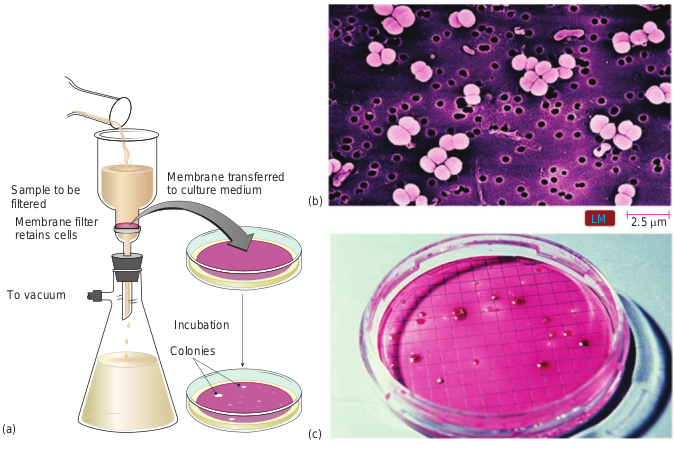 Sample to be
filtered
Membrane filter
retains cells
Membrane transferred
to culture medium
To vacuum
Incubation
Colonies
(a)
(b)
LM
2.5 μm
(c)